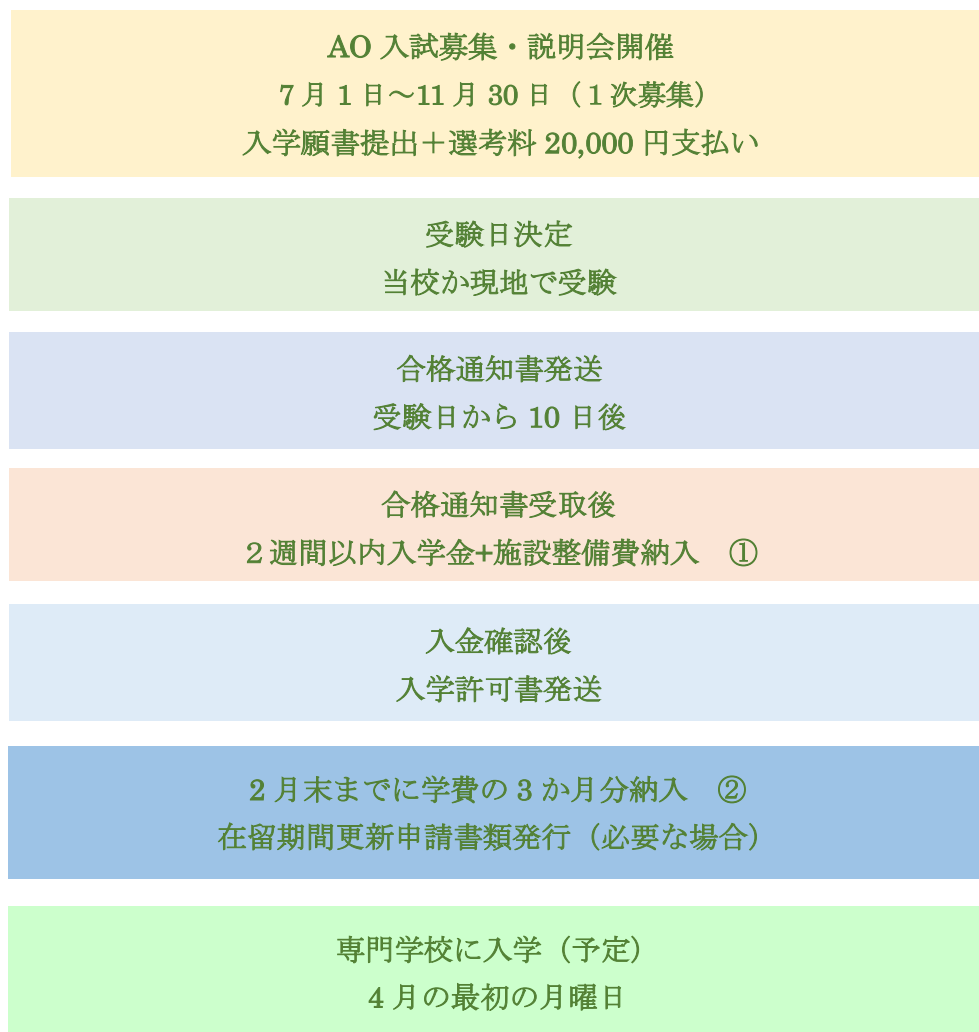 AO 入試募集・説明会開催
7 月 1 日～11 月 30 日（１次募集）
入学願書提出＋選考料 20,000 円支払い
受験日決定
当校か現地で受験
合格通知書発送
受験日から 10 日後
合格通知書受取後
２週間以内入学金+施設整備費納入　①
入金確認後
入学許可書発送
2 月末までに学費の 3 か月分納入　②
在留期間更新申請書類発行（必要な場合）
専門学校に入学（予定）
4 月の最初の月曜日